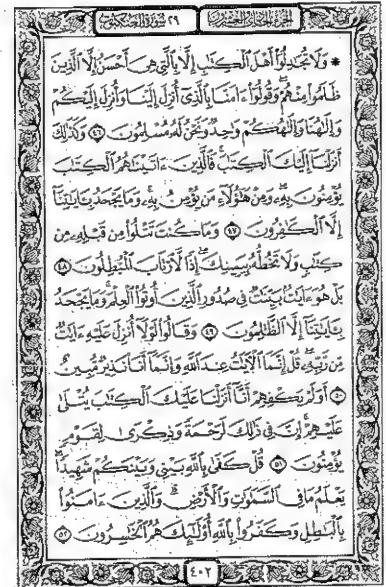 الجزء الحادي والعشرون ٢٩ سورة العنكبوت
* وَلَا تُجَٰدِلُوٓا۟ أَهْلَ ٱلْكِتَٰبِ إِلَّا بِٱلَّتِى هِىَ أَحْسَنُ إِلَّا ٱلَّذِينَ
ظَلَمُوا۟ مِنْهُمْ ۖ وَقُولُوٓا۟ ءَامَنَّا بِٱلَّذِىٓ أُنزِلَ إِلَيْنَا وَأُنزِلَ إِلَيْكُمْ
وَإِلَٰهُنَا وَإِلَٰهُكُمْ وَٰحِدٌ وَنَحْنُ لَهُۥ مُسْلِمُونَ ٤٦ وَكَذَٰلِكَ
أَنزَلْنَآ إِلَيْكَ ٱلْكِتَٰبَ ۚ فَٱلَّذِينَ ءَاتَيْنَٰهُمُ ٱلْكِتَٰبَ
يُؤْمِنُونَ بِهِۦ ۖ وَمِنْ هَٰٓؤُلَآءِ مَن يُؤْمِنُ بِهِۦ ۚ وَمَا يَجْحَدُ بِـَٔايَٰتِنَآ
إِلَّا ٱلْكَٰفِرُونَ ٤٧ وَمَا كُنتَ تَتْلُوا۟ مِن قَبْلِهِۦ مِن
كِتَٰبٍ وَلَا تَخُطُّهُۥ بِيَمِينِكَ ۖ إِذًا لَّٱرْتَابَ ٱلْمُبْطِلُونَ ٤٨
بَلْ هُوَ ءَايَٰتٌۢ بَيِّنَٰتٌ فِى صُدُورِ ٱلَّذِينَ أُوتُوا۟ ٱلْعِلْمَ ۚ وَمَا يَجْحَدُ
بِـَٔايَٰتِنَآ إِلَّا ٱلظَّٰلِمُونَ ٤٩ وَقَالُوا۟ لَوْلَآ أُنزِلَ عَلَيْهِ ءَايَٰتٌ
مِّن رَّبِّهِۦ ۖ قُلْ إِنَّمَا ٱلْـَٔايَٰتُ عِندَ ٱللَّهِ وَإِنَّمَآ أَنَا۠ نَذِيرٌ مُّبِينٌ
٥٠ أَوَلَمْ يَكْفِهِمْ أَنَّآ أَنزَلْنَا عَلَيْكَ ٱلْكِتَٰبَ يُتْلَىٰ
عَلَيْهِمْ ۚ إِنَّ فِى ذَٰلِكَ لَرَحْمَةً وَذِكْرَىٰ لِقَوْمٍ
يُؤْمِنُونَ ٥١ قُلْ كَفَىٰ بِٱللَّهِ بَيْنِى وَبَيْنَكُمْ شَهِيدًا ۖ
يَعْلَمُ مَا فِى ٱلسَّمَٰوَٰتِ وَٱلْأَرْضِ ۗ وَٱلَّذِينَ ءَامَنُوا۟
بِٱلْبَٰطِلِ وَكَفَرُوا۟ بِٱللَّهِ أُو۟لَٰٓئِكَ هُمُ ٱلْخَٰسِرُونَ ٥٢
٤٠٢